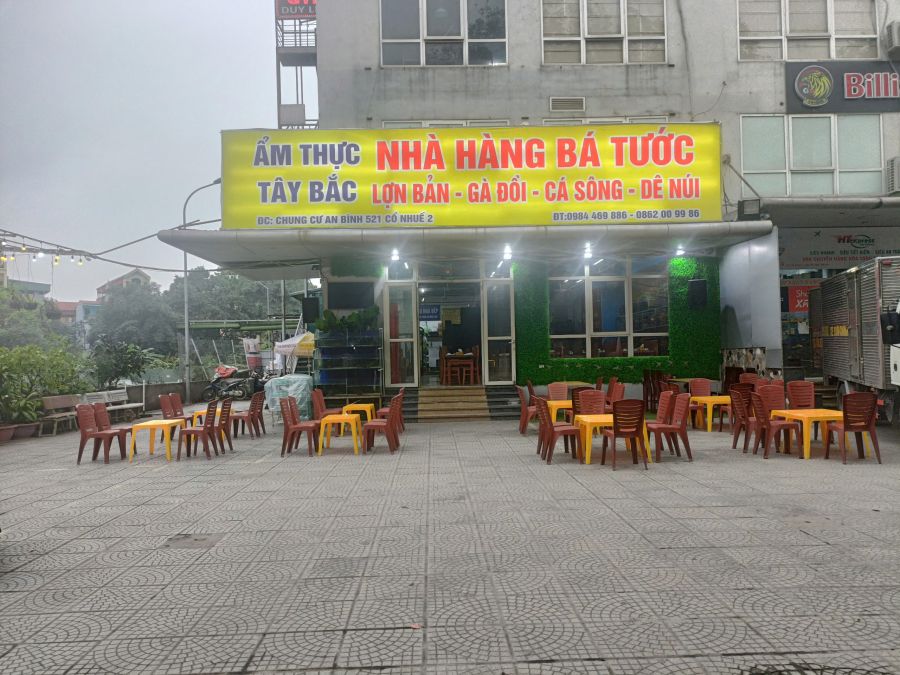 DUY L
ẨM THỰC
TÂY BẮC
NHÀ HÀNG BÁ TƯỚC
LỢN BẢN - GÀ ĐỒI - CÁ SÔNG - DÊ NÚI
ĐC: CHUNG CƯ AN BÌNH 521 CỔ NHUẾ 2
ĐT:0984 469 886 - 0862 00 99 86
Billi